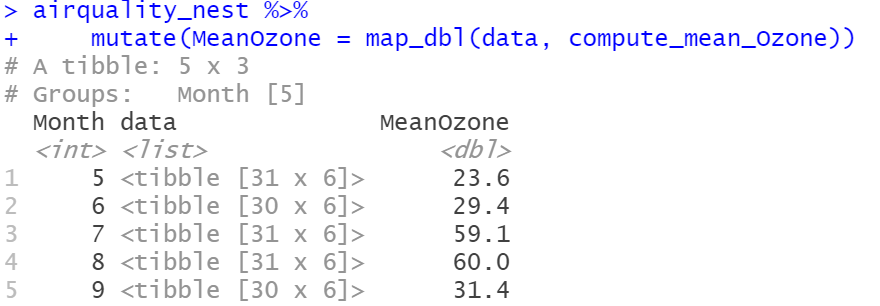 > airquality_nest %>%
+     mutate(MeanOzone = map_dbl(data, compute_mean_Ozone))
# A tibble: 5 x 3
# Groups:   Month [5]
  Month data              MeanOzone
  <int> <list>                <dbl>
1     5 <tibble [31 x 6]>      23.6
2     6 <tibble [30 x 6]>      29.4
3     7 <tibble [31 x 6]>      59.1
4     8 <tibble [31 x 6]>      60.0
5     9 <tibble [30 x 6]>      31.4